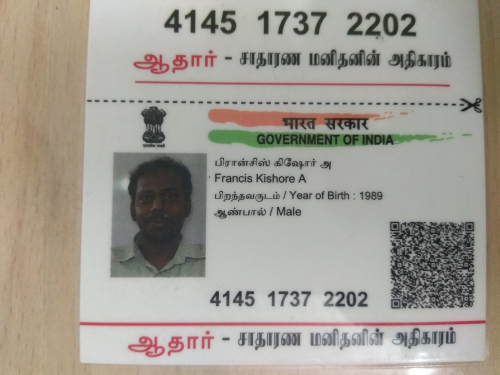 4145 1737 2202
ஆதார் - சாதாரண மனிதனின் அதிகாரம்
भारत सरकार
GOVERNMENT OF INDIA
பிரான்சிஸ் கிஷோர் அ
Francis Kishore A
பிறந்தவருடம் / Year of Birth : 1989
ஆண்பால் / Male
4145 1737 2202
ஆதார் - சாதாரண மனிதனின் அதிகாரம்